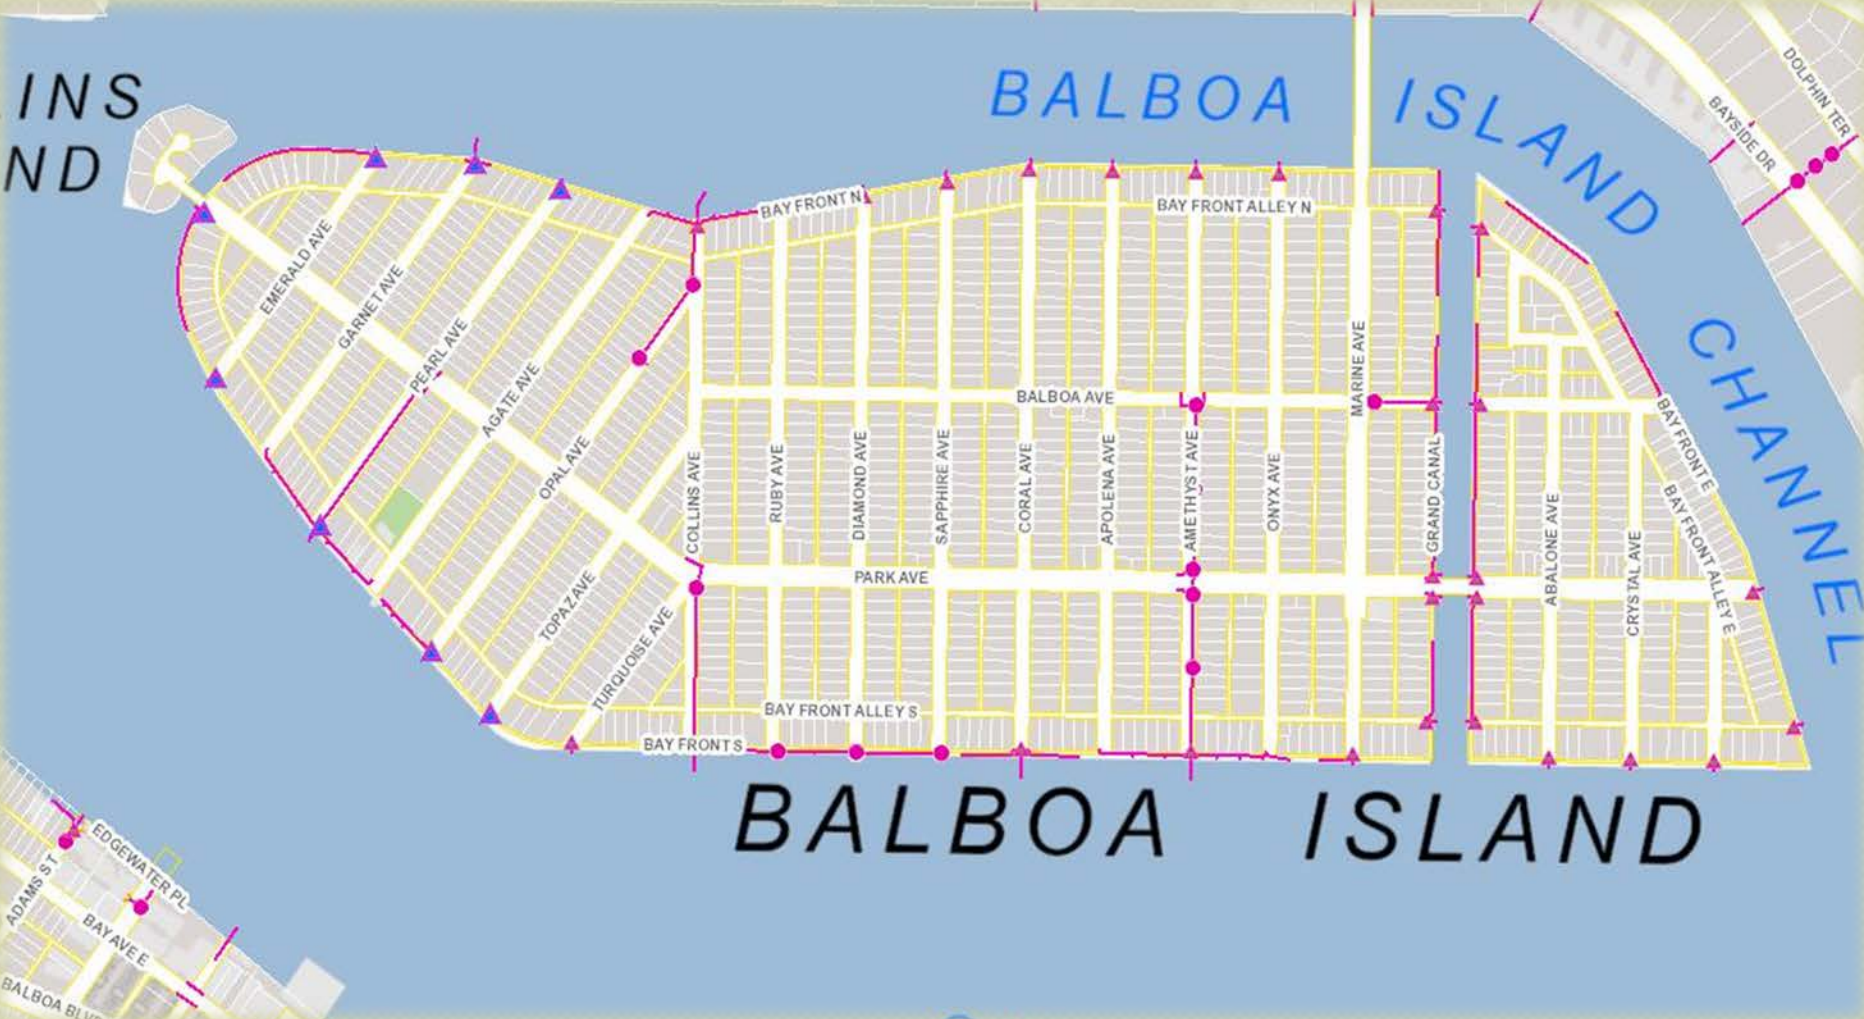 INS
ND
BALBOA ISLAND CHANNEL
DOLPHIN TER
BAYSIDE DR
BAY FRONT N
BAY FRONT ALLEY N
EMERALD AVE
GARNET AVE
PEARL AVE
AGATE AVE
OPAL AVE
TOPAZ AVE
TURQUOISE AVE
COLLINS AVE
RUBY AVE
DIAMOND AVE
SAPPHIRE AVE
CORAL AVE
APOLENA AVE
AMETHYST AVE
ONYX AVE
MARINE AVE
GRAND CANAL
BALBOA AVE
PARK AVE
ABALONE AVE
CRYSTAL AVE
BAY FRONT E
BAY FRONT ALLEY E
BAY FRONT ALLEY S
BAY FRONT S
BALBOA ISLAND
EDGEWATER PL
ADAMS ST
BAY AVE E
BALBOA BLV